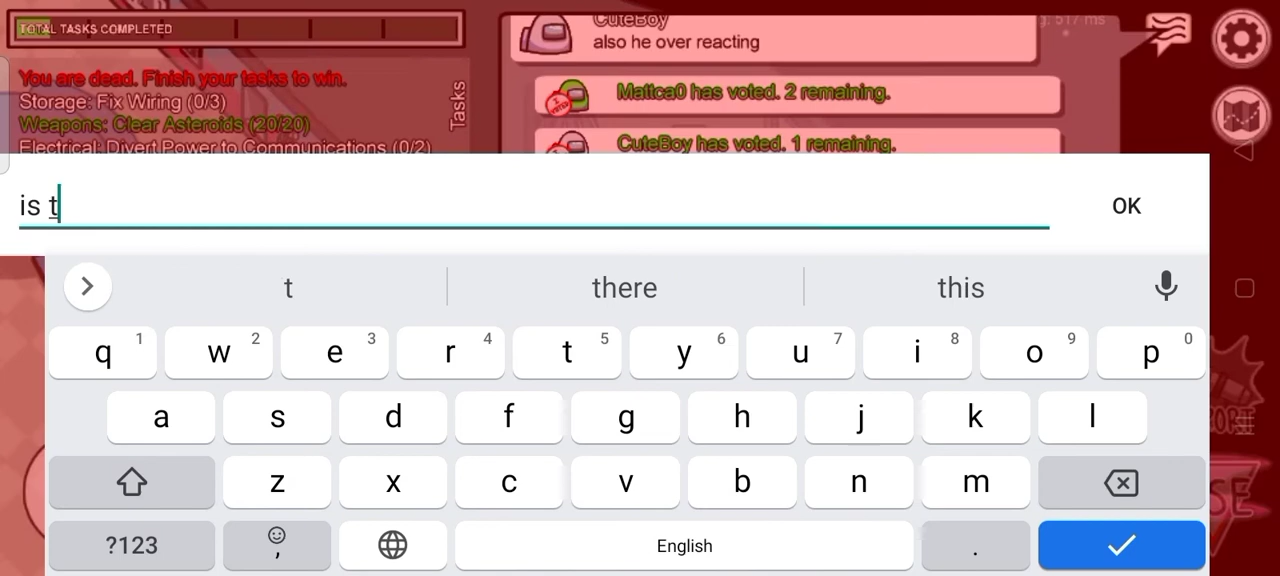 TOTAL TASKS COMPLETED
You are dead. Finish your tasks to win.
Storage: Fix Wiring (0/3)
Weapons: Clear Asteroids (20/20)
Electrical: Divert Power to Communications (0/2)
Tasks
CuteBoy
also he over reacting
517 ms
Mattca0 has voted. 2 remaining.
CuteBoy has voted. 1 remaining.
is t
OK
t there this
q 1 w 2 e 3 r 4 t 5 y 6 u 7 i 8 o 9 p 0
a s d f g h j k l
z x c v b n m
?123 , English .